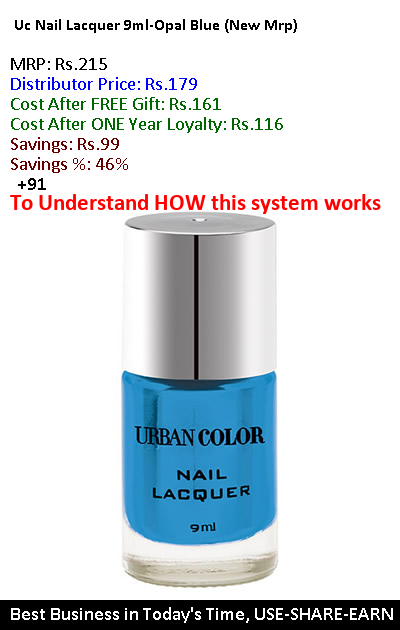 Uc Nail Lacquer 9ml-Opal Blue (New Mrp)
MRP: Rs.215
Distributor Price: Rs.179
Cost After FREE Gift: Rs.161
Cost After ONE Year Loyalty: Rs.116
Savings: Rs.99
Savings %: 46%
+91
To Understand HOW this system works
URBAN COLOR
NAIL
LACQUER
9ml
Best Business in Today's Time, USE-SHARE-EARN